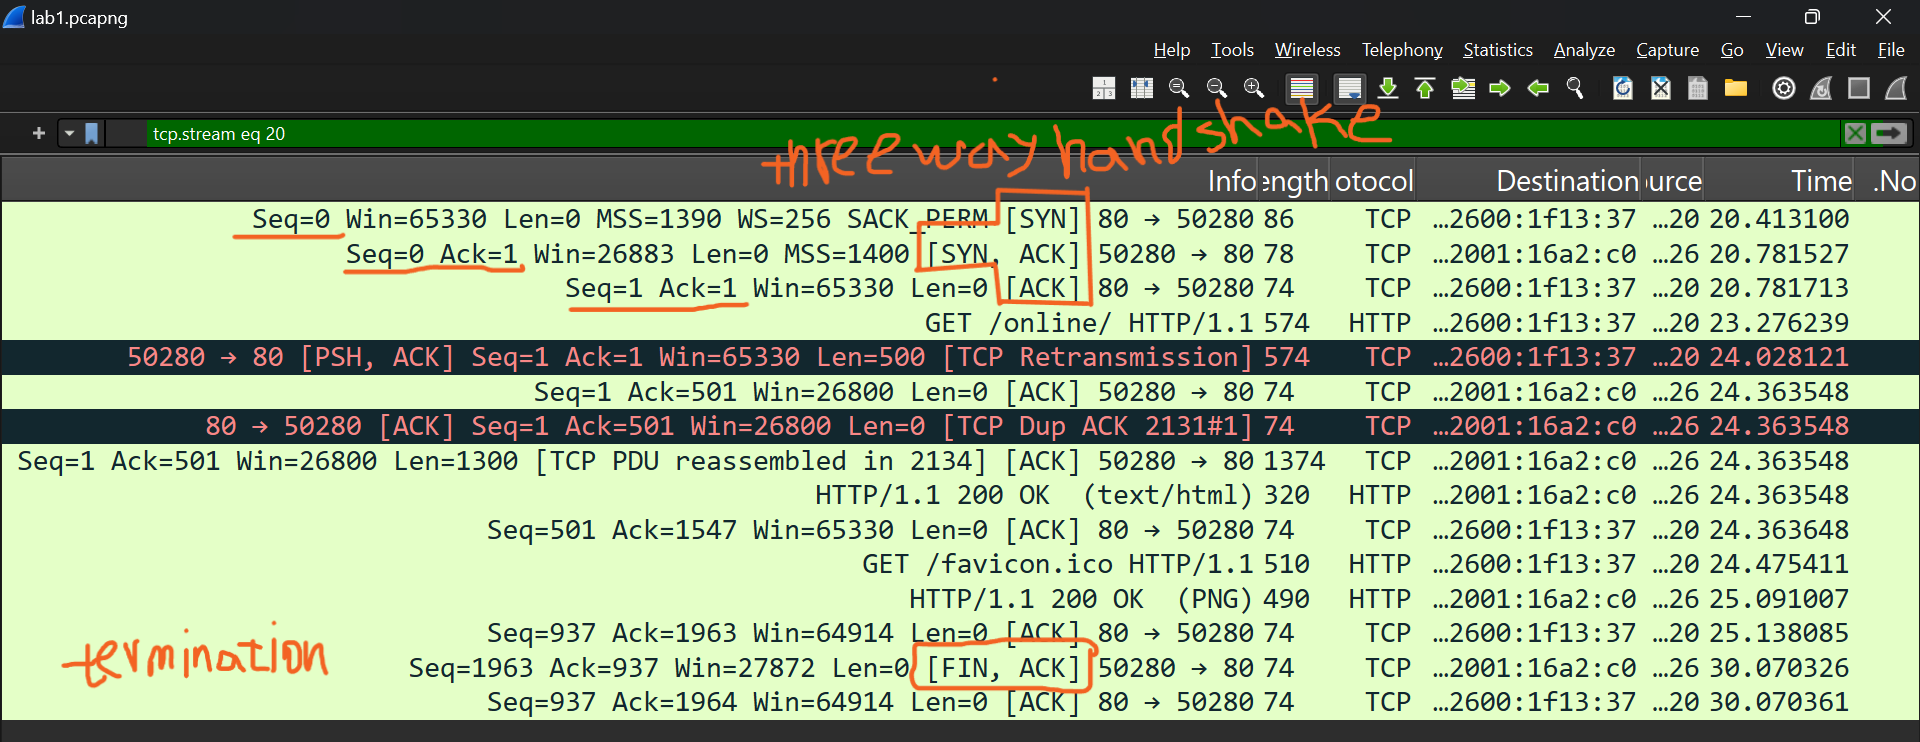 lab1.pcapng
Help Tools Wireless Telephony Statistics Analyze Capture Go View Edit File
tcp.stream eq 20
three way hand shake
Info ength otocol Destination urce Time .No
Seq=0 Win=65330 Len=0 MSS=1390 WS=256 SACK_PERM [SYN] 80 → 50280 86 TCP …2600:1f13:37 …20 20.413100
Seq=0 Ack=1 Win=26883 Len=0 MSS=1400 [SYN, ACK] 50280 → 80 78 TCP …2001:16a2:c0 …26 20.781527
Seq=1 Ack=1 Win=65330 Len=0 [ACK] 80 → 50280 74 TCP …2600:1f13:37 …20 20.781713
GET /online/ HTTP/1.1 574 HTTP …2600:1f13:37 …20 23.276239
50280 → 80 [PSH, ACK] Seq=1 Ack=1 Win=65330 Len=500 [TCP Retransmission] 574 TCP …2600:1f13:37 …20 24.028121
Seq=1 Ack=501 Win=26800 Len=0 [ACK] 50280 → 80 74 TCP …2001:16a2:c0 …26 24.363548
80 → 50280 [ACK] Seq=1 Ack=501 Win=26800 Len=0 [TCP Dup ACK 2131#1] 74 TCP …2001:16a2:c0 …26 24.363548
Seq=1 Ack=501 Win=26800 Len=1300 [TCP PDU reassembled in 2134] [ACK] 50280 → 80 1374 TCP …2001:16a2:c0 …26 24.363548
HTTP/1.1 200 OK (text/html) 320 HTTP …2001:16a2:c0 …26 24.363548
Seq=501 Ack=1547 Win=65330 Len=0 [ACK] 80 → 50280 74 TCP …2600:1f13:37 …20 24.363648
GET /favicon.ico HTTP/1.1 510 HTTP …2600:1f13:37 …20 24.475411
HTTP/1.1 200 OK (PNG) 490 HTTP …2001:16a2:c0 …26 25.091007
Seq=937 Ack=1963 Win=64914 Len=0 [ACK] 80 → 50280 74 TCP …2600:1f13:37 …20 25.138085
termination
Seq=1963 Ack=937 Win=27872 Len=0 [FIN, ACK] 50280 → 80 74 TCP …2001:16a2:c0 …26 30.070326
Seq=937 Ack=1964 Win=64914 Len=0 [ACK] 80 → 50280 74 TCP …2600:1f13:37 …20 30.070361